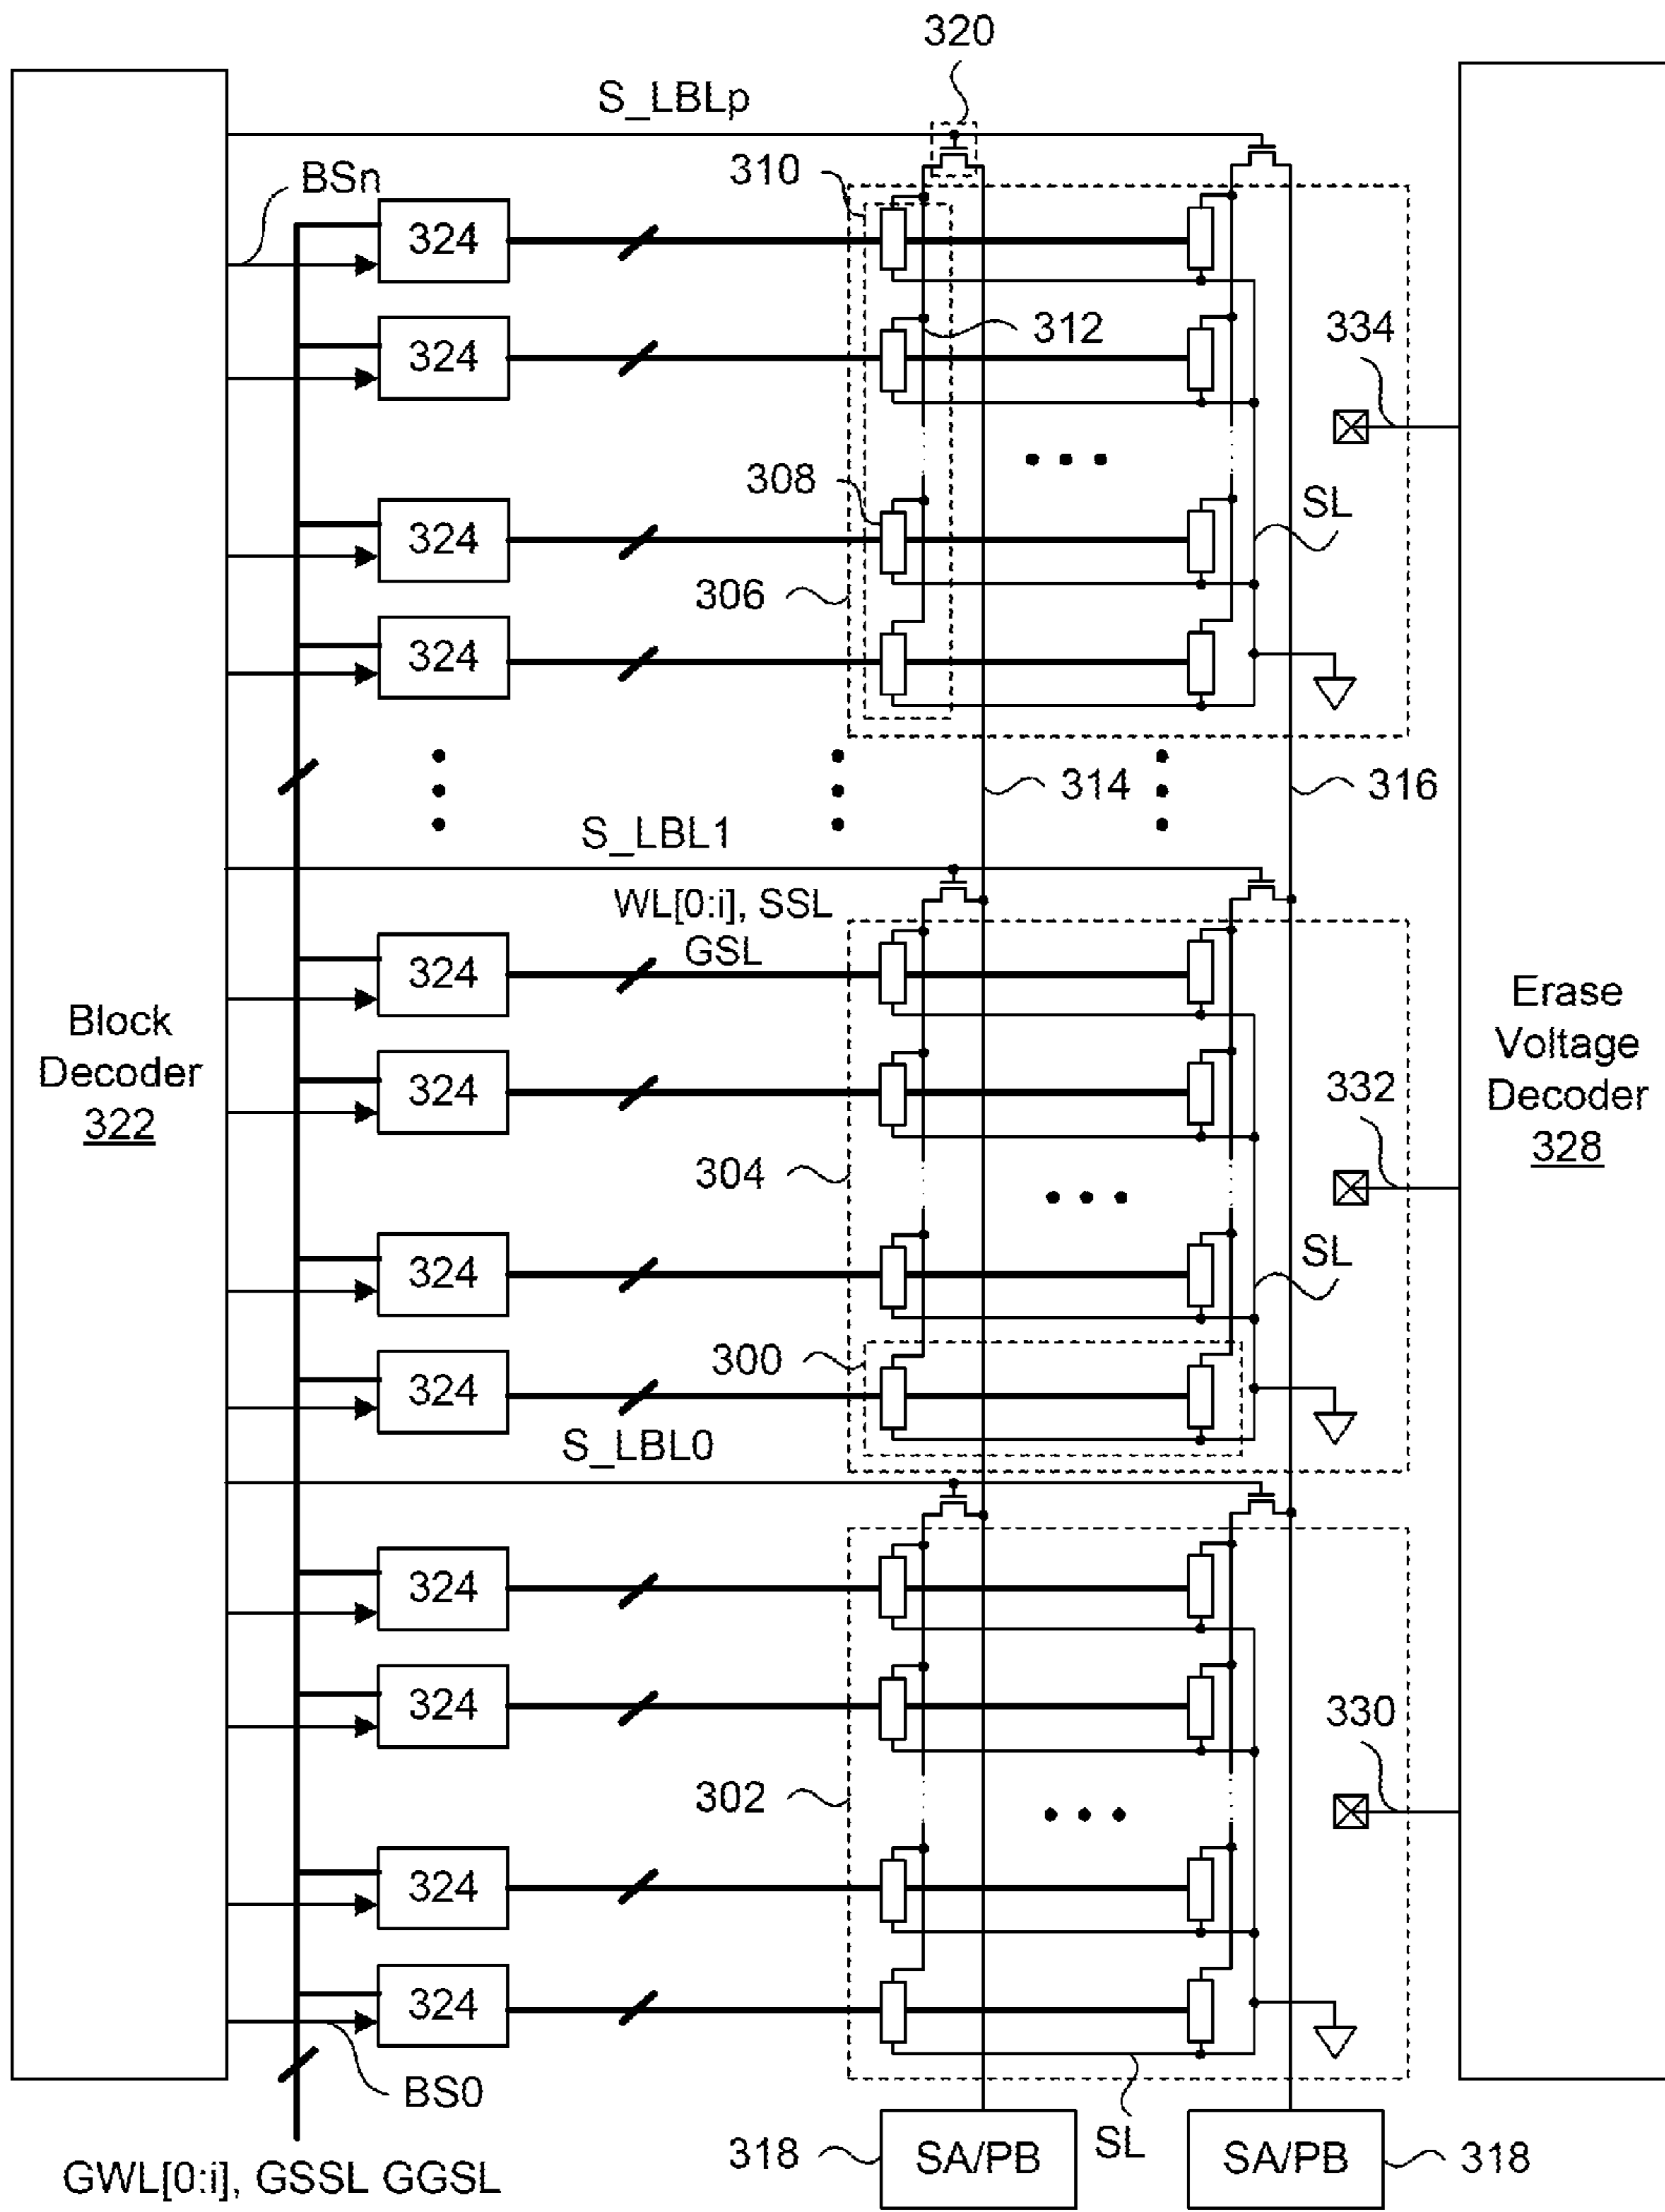 320
S_LBLp
310
BSn
324
312
334
324
308
SL
324
306
324
314
316
S_LBL1
WL[0:i], SSL
GSL
324
Block
Decoder
322
Erase
Voltage
Decoder
328
324
332
304
SL
324
300
324
S_LBL0
324
324
330
302
324
324
BS0
SL
318
SA/PB
SA/PB
318
GWL[0:i], GSSL GGSL